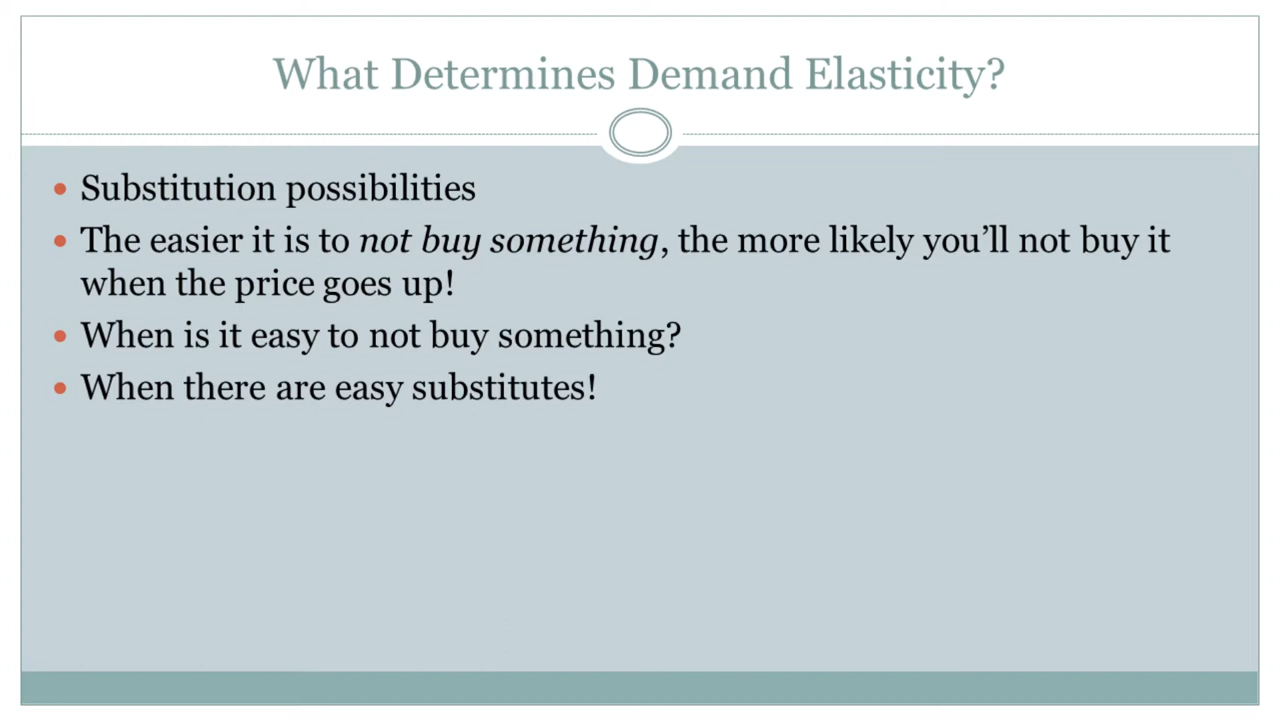 What Determines Demand Elasticity?
• Substitution possibilities
• The easier it is to not buy something, the more likely you’ll not buy it
when the price goes up!
• When is it easy to not buy something?
• When there are easy substitutes!